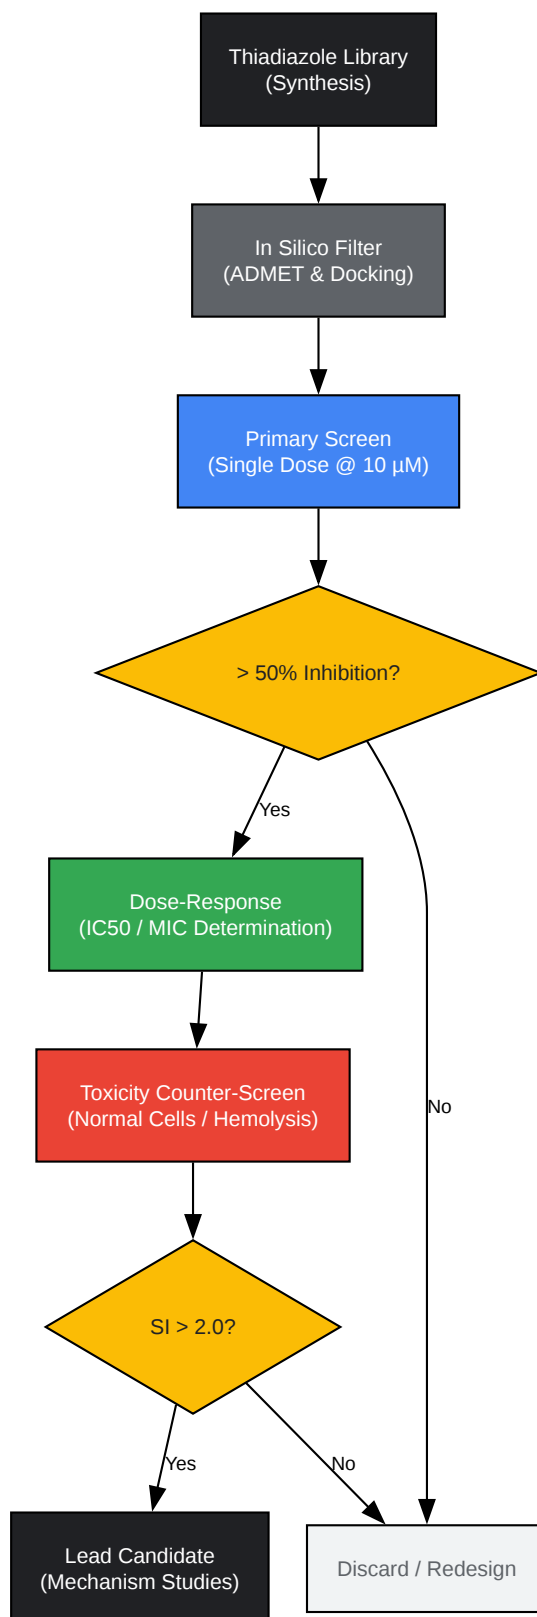 Thiadiazole Library
(Synthesis)
In Silico Filter
(ADMET & Docking)
Primary Screen
(Single Dose @ 10 µM)
> 50% Inhibition?
Yes
Dose-Response
(IC50 / MIC Determination)
Toxicity Counter-Screen
(Normal Cells / Hemolysis)
No
SI > 2.0?
Yes
No
Lead Candidate
(Mechanism Studies)
Discard / Redesign